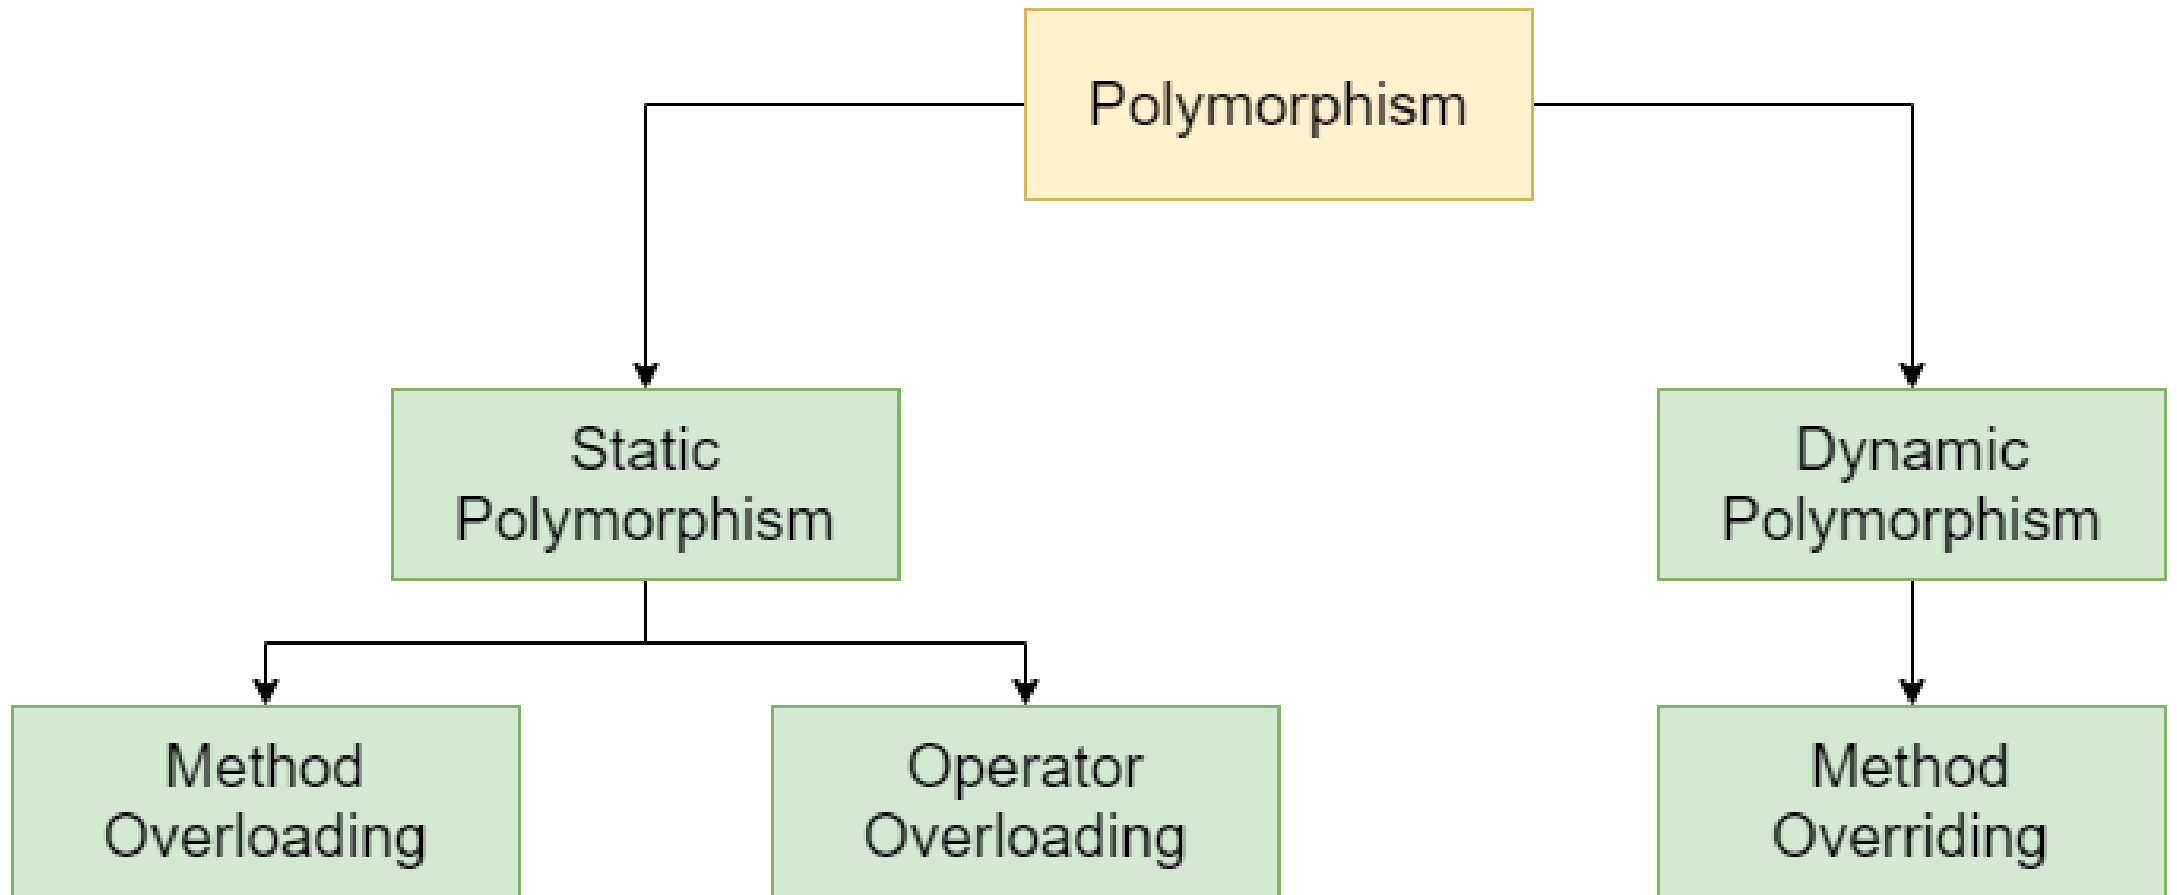 Polymorphism
Static
Polymorphism
Dynamic
Polymorphism
Method
Overloading
Operator
Overloading
Method
Overriding